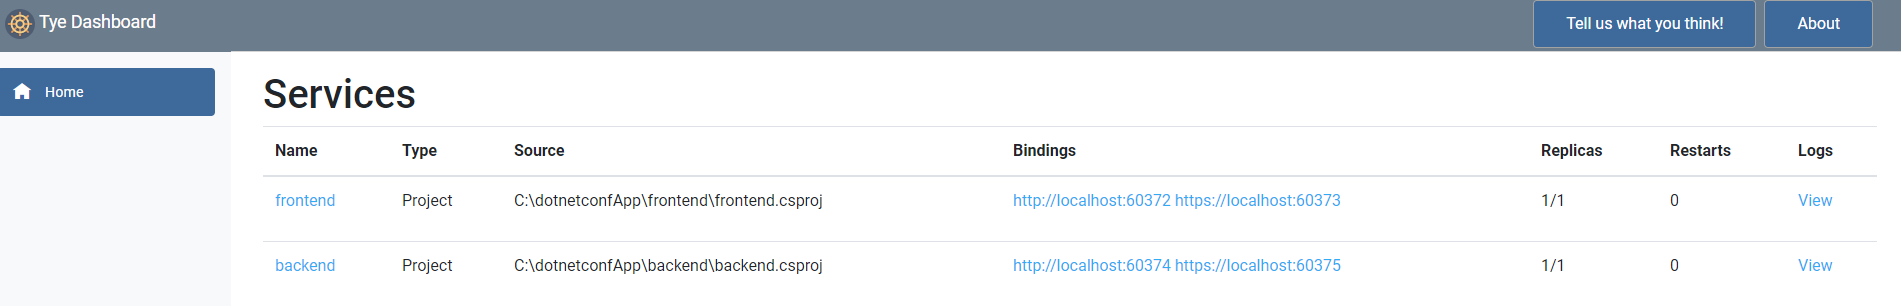 Tye Dashboard Tell us what you think! About
Home
Services
Name Type Source Bindings Replicas Restarts Logs
frontend Project C:\dotnetconfApp\frontend\frontend.csproj http://localhost:60372 https://localhost:60373 1/1 0 View
backend Project C:\dotnetconfApp\backend\backend.csproj http://localhost:60374 https://localhost:60375 1/1 0 View